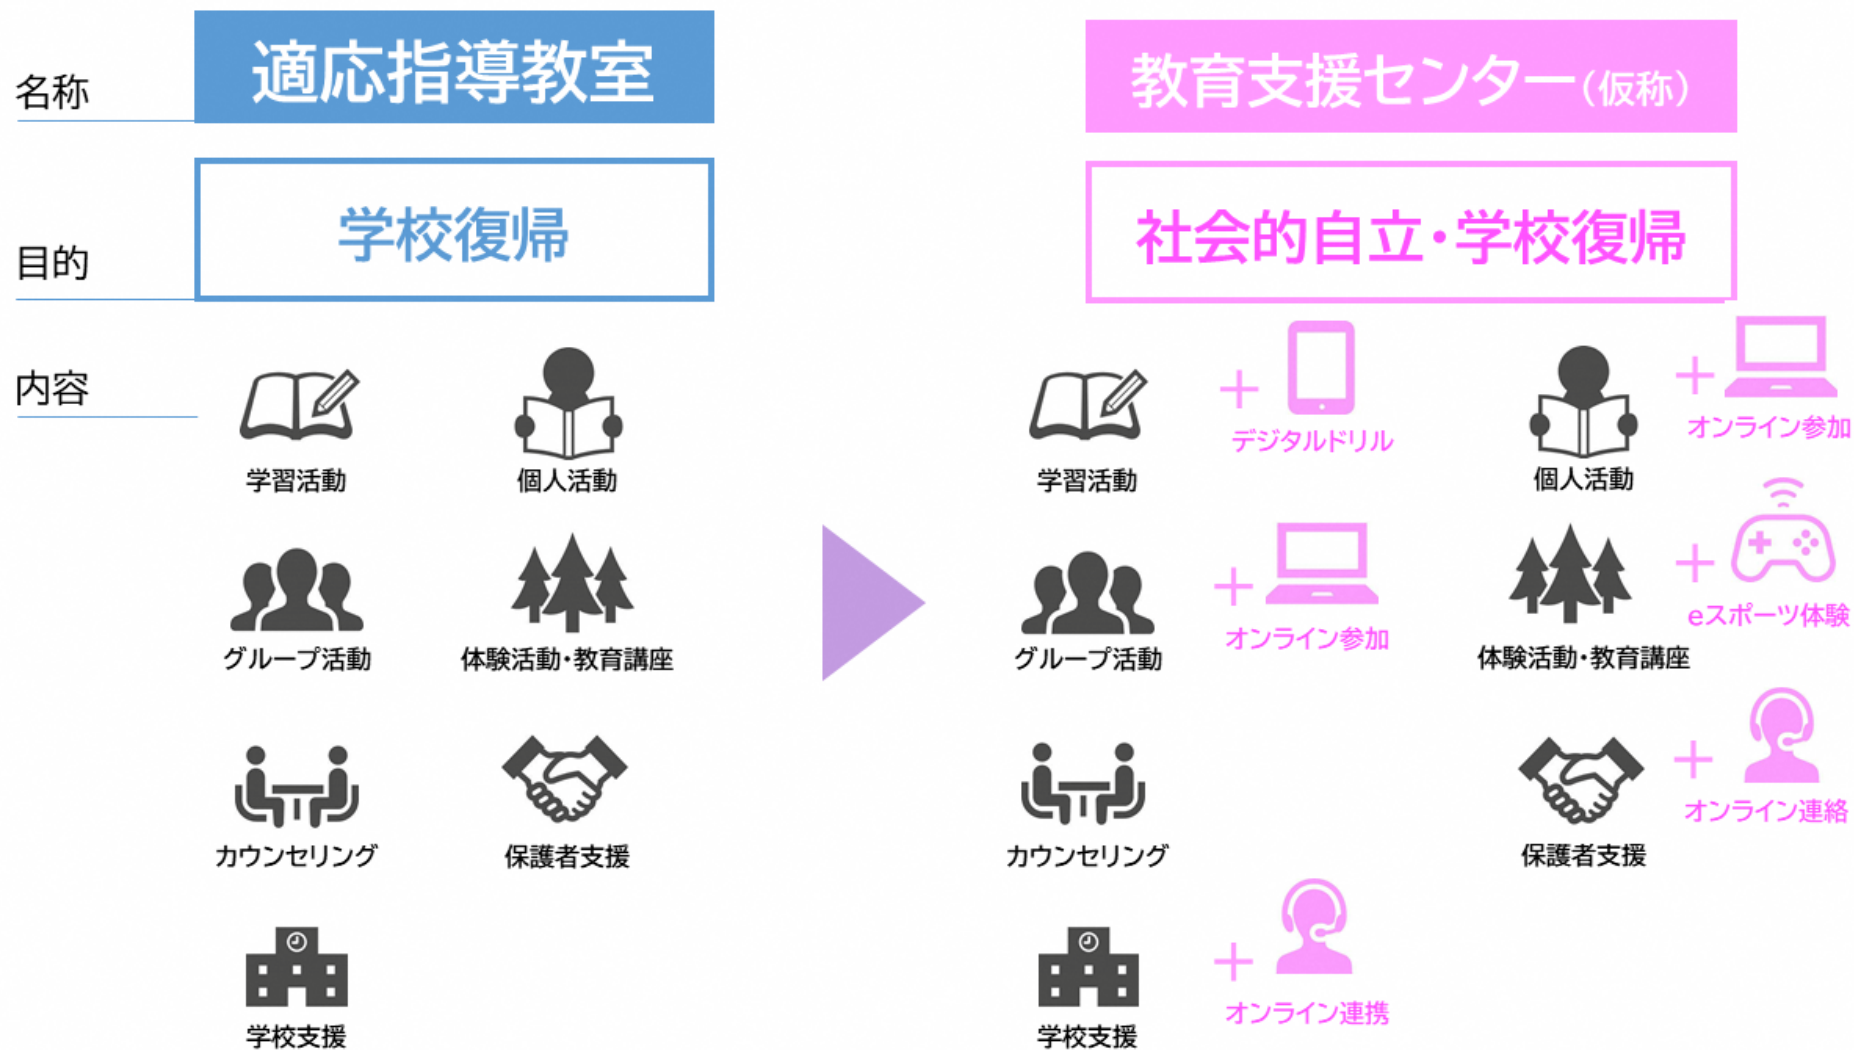 名称
適応指導教室
教育支援センター(仮称)
目的
学校復帰
社会的自立・学校復帰
内容
学習活動
個人活動
学習活動
デジタルドリル
個人活動
オンライン参加
グループ活動
体験活動・教育講座
グループ活動
オンライン参加
体験活動・教育講座
eスポーツ体験
カウンセリング
保護者支援
カウンセリング
保護者支援
オンライン連絡
学校支援
学校支援
オンライン連携